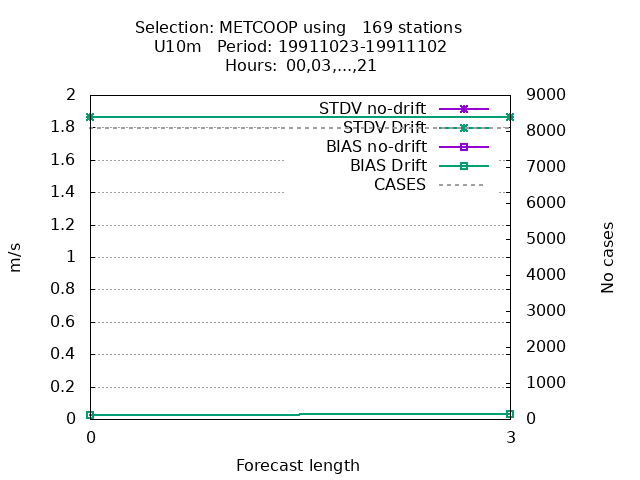 Selection: METCOOP using   169 stations
U10m   Period: 19911023-19911102
Hours:  00,03,...,21
2
1.8
1.6
1.4
1.2
1
0.8
0.6
0.4
0.2
0
m/s
STDV no-drift
STDV Drift
BIAS no-drift
BIAS Drift
CASES
9000
8000
7000
6000
5000
4000
3000
2000
1000
0
No cases
0
3
Forecast length